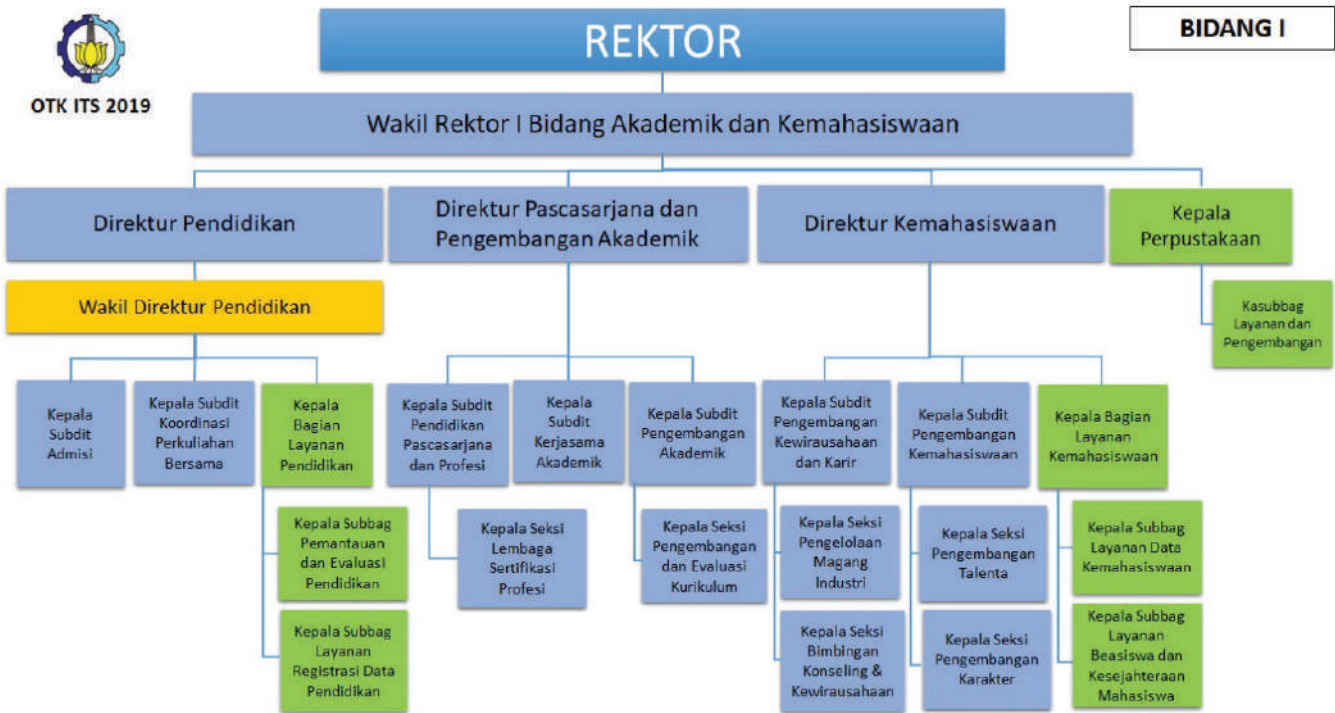 REKTOR
BIDANG I
OTK ITS 2019
Wakil Rektor I Bidang Akademik dan Kemahasiswaan
Direktur Pendidikan
Direktur Pascasarjana dan
Pengembangan Akademik
Direktur Kemahasiswaan
Kepala
Perpustakaan
Wakil Direktur Pendidikan
Kasubbag
Layanan dan
Pengembangan
Kepala
Subdit
Admisi
Kepala Subdit
Koordinasi
Perkuliahan
Bersama
Kepala
Bagian
Layanan
Pendidikan
Kepala Subdit
Pendidikan
Pascasarjana
dan Profesi
Kepala
Subdit
Kerjasama
Akademik
Kepala Subdit
Pengembangan
Akademik
Kepala Subdit
Pengembangan
Kewirausahaan
dan Karir
Kepala Subdit
Pengembangan
Kemahasiswaan
Kepala Bagian
Layanan
Kemahasiswaan
Kepala Subbag
Pemantauan
dan Evaluasi
Pendidikan
Kepala Seksi
Lembaga
Sertifikasi
Profesi
Kepala Seksi
Pengembangan
dan Evaluasi
Kurikulum
Kepala Seksi
Pengelolaan
Magang
Industri
Kepala Seksi
Pengembangan
Talenta
Kepala Subbag
Layanan Data
Kemahasiswaan
Kepala Subbag
Layanan
Registrasi Data
Pendidikan
Kepala Seksi
Bimbingan
Konseling &
Kewirausahaan
Kepala Seksi
Pengembangan
Karakter
Kepala Subbag
Layanan
Beasiswa dan
Kesejahteraan
Mahasiswa